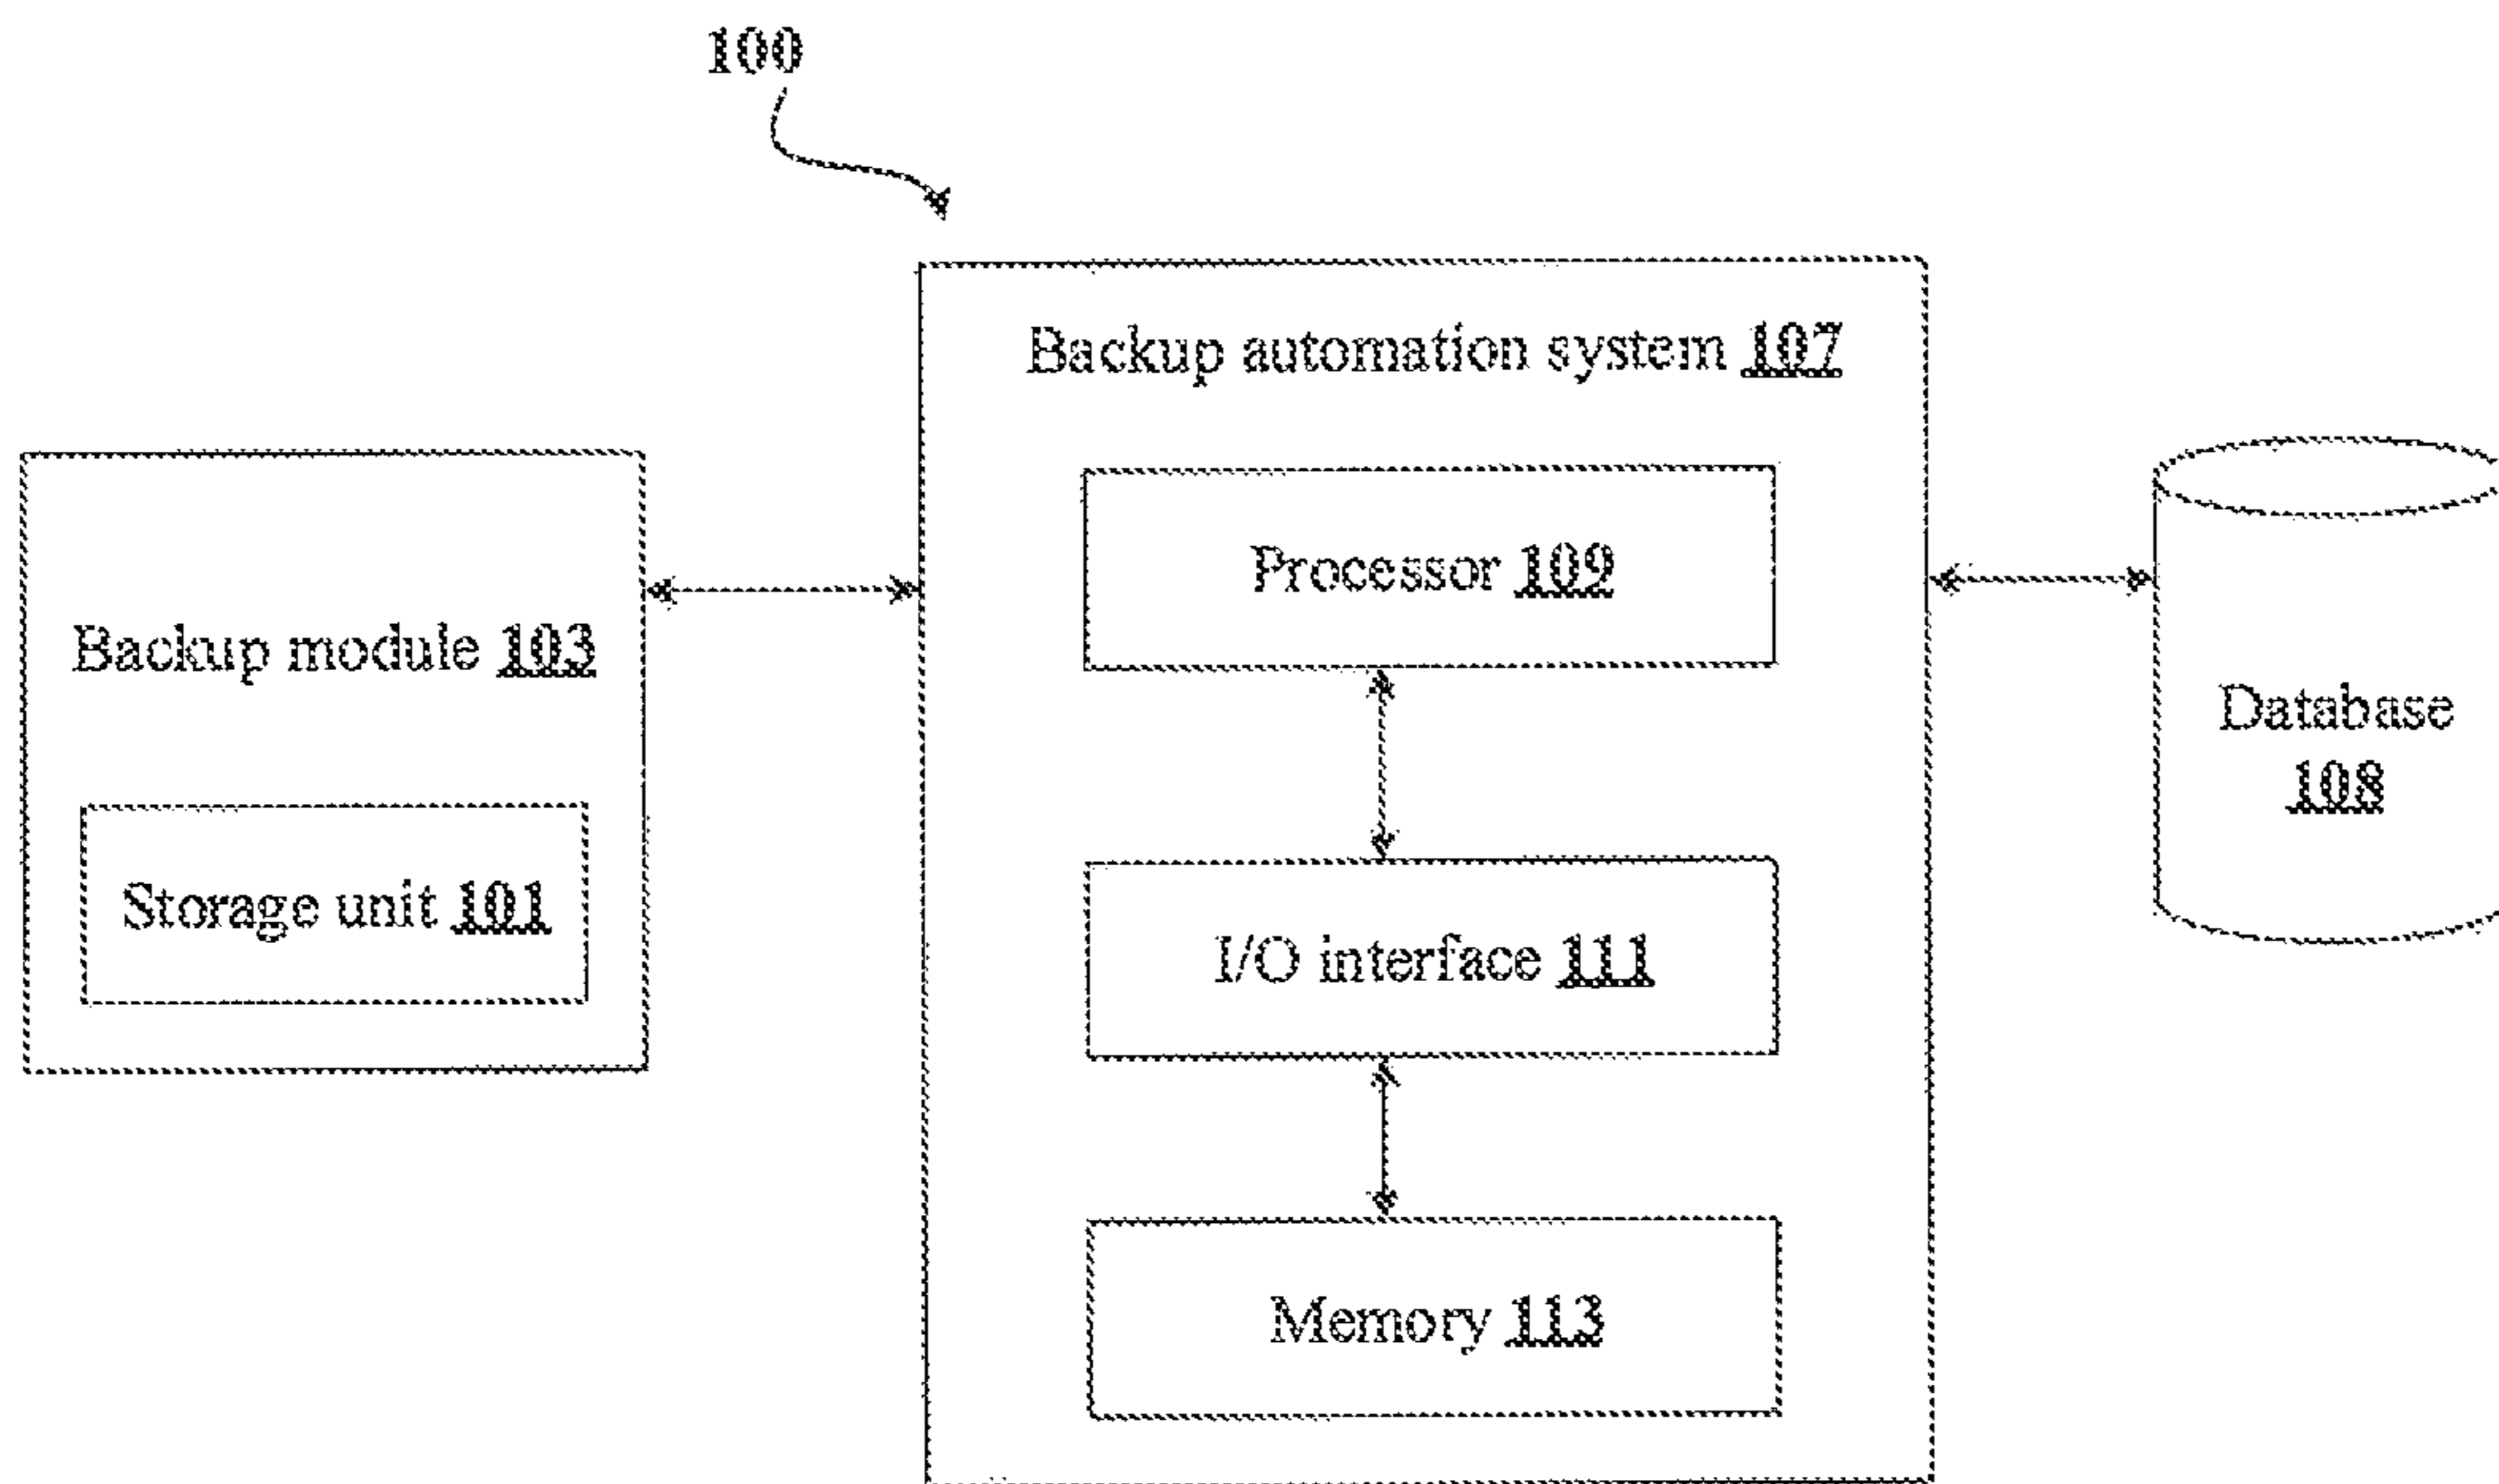 100
Backup automation system 107
Processor 109
Backup module 103
Database
108
Storage unit 101
I/O interface 111
Memory 113